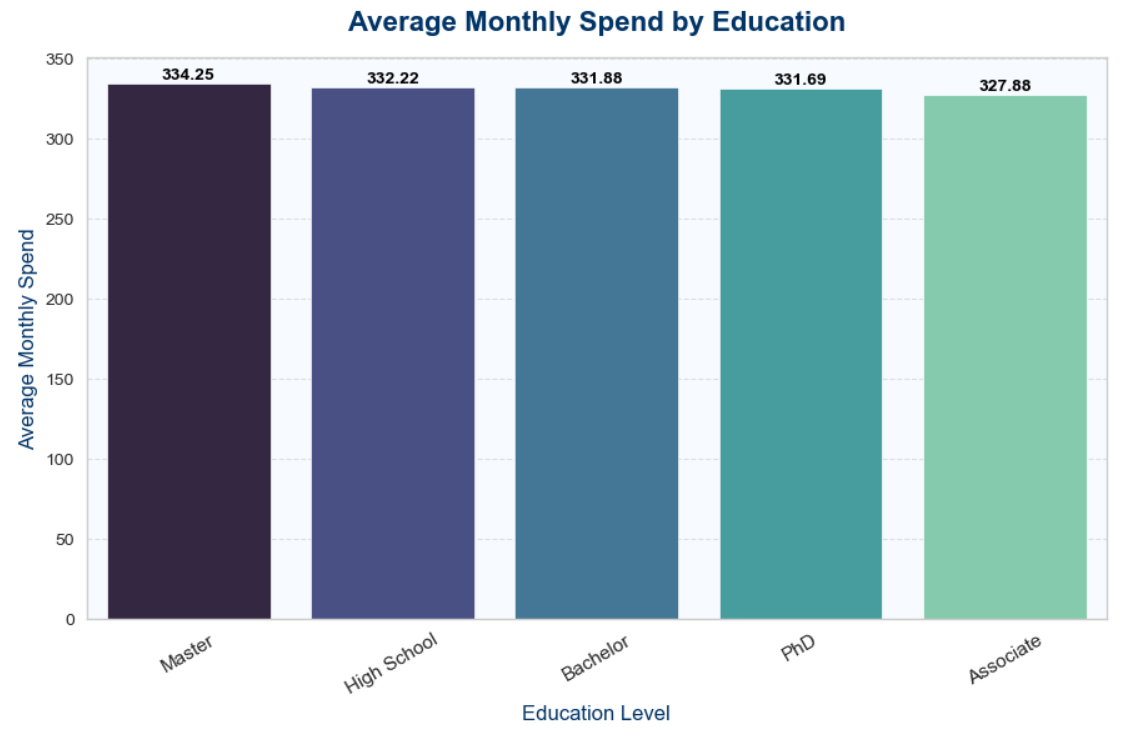 Average Monthly Spend by Education
350
300
250
200
150
100
50
0
Average Monthly Spend
334.25
332.22
331.88
331.69
327.88
Master
High School
Bachelor
PhD
Associate
Education Level